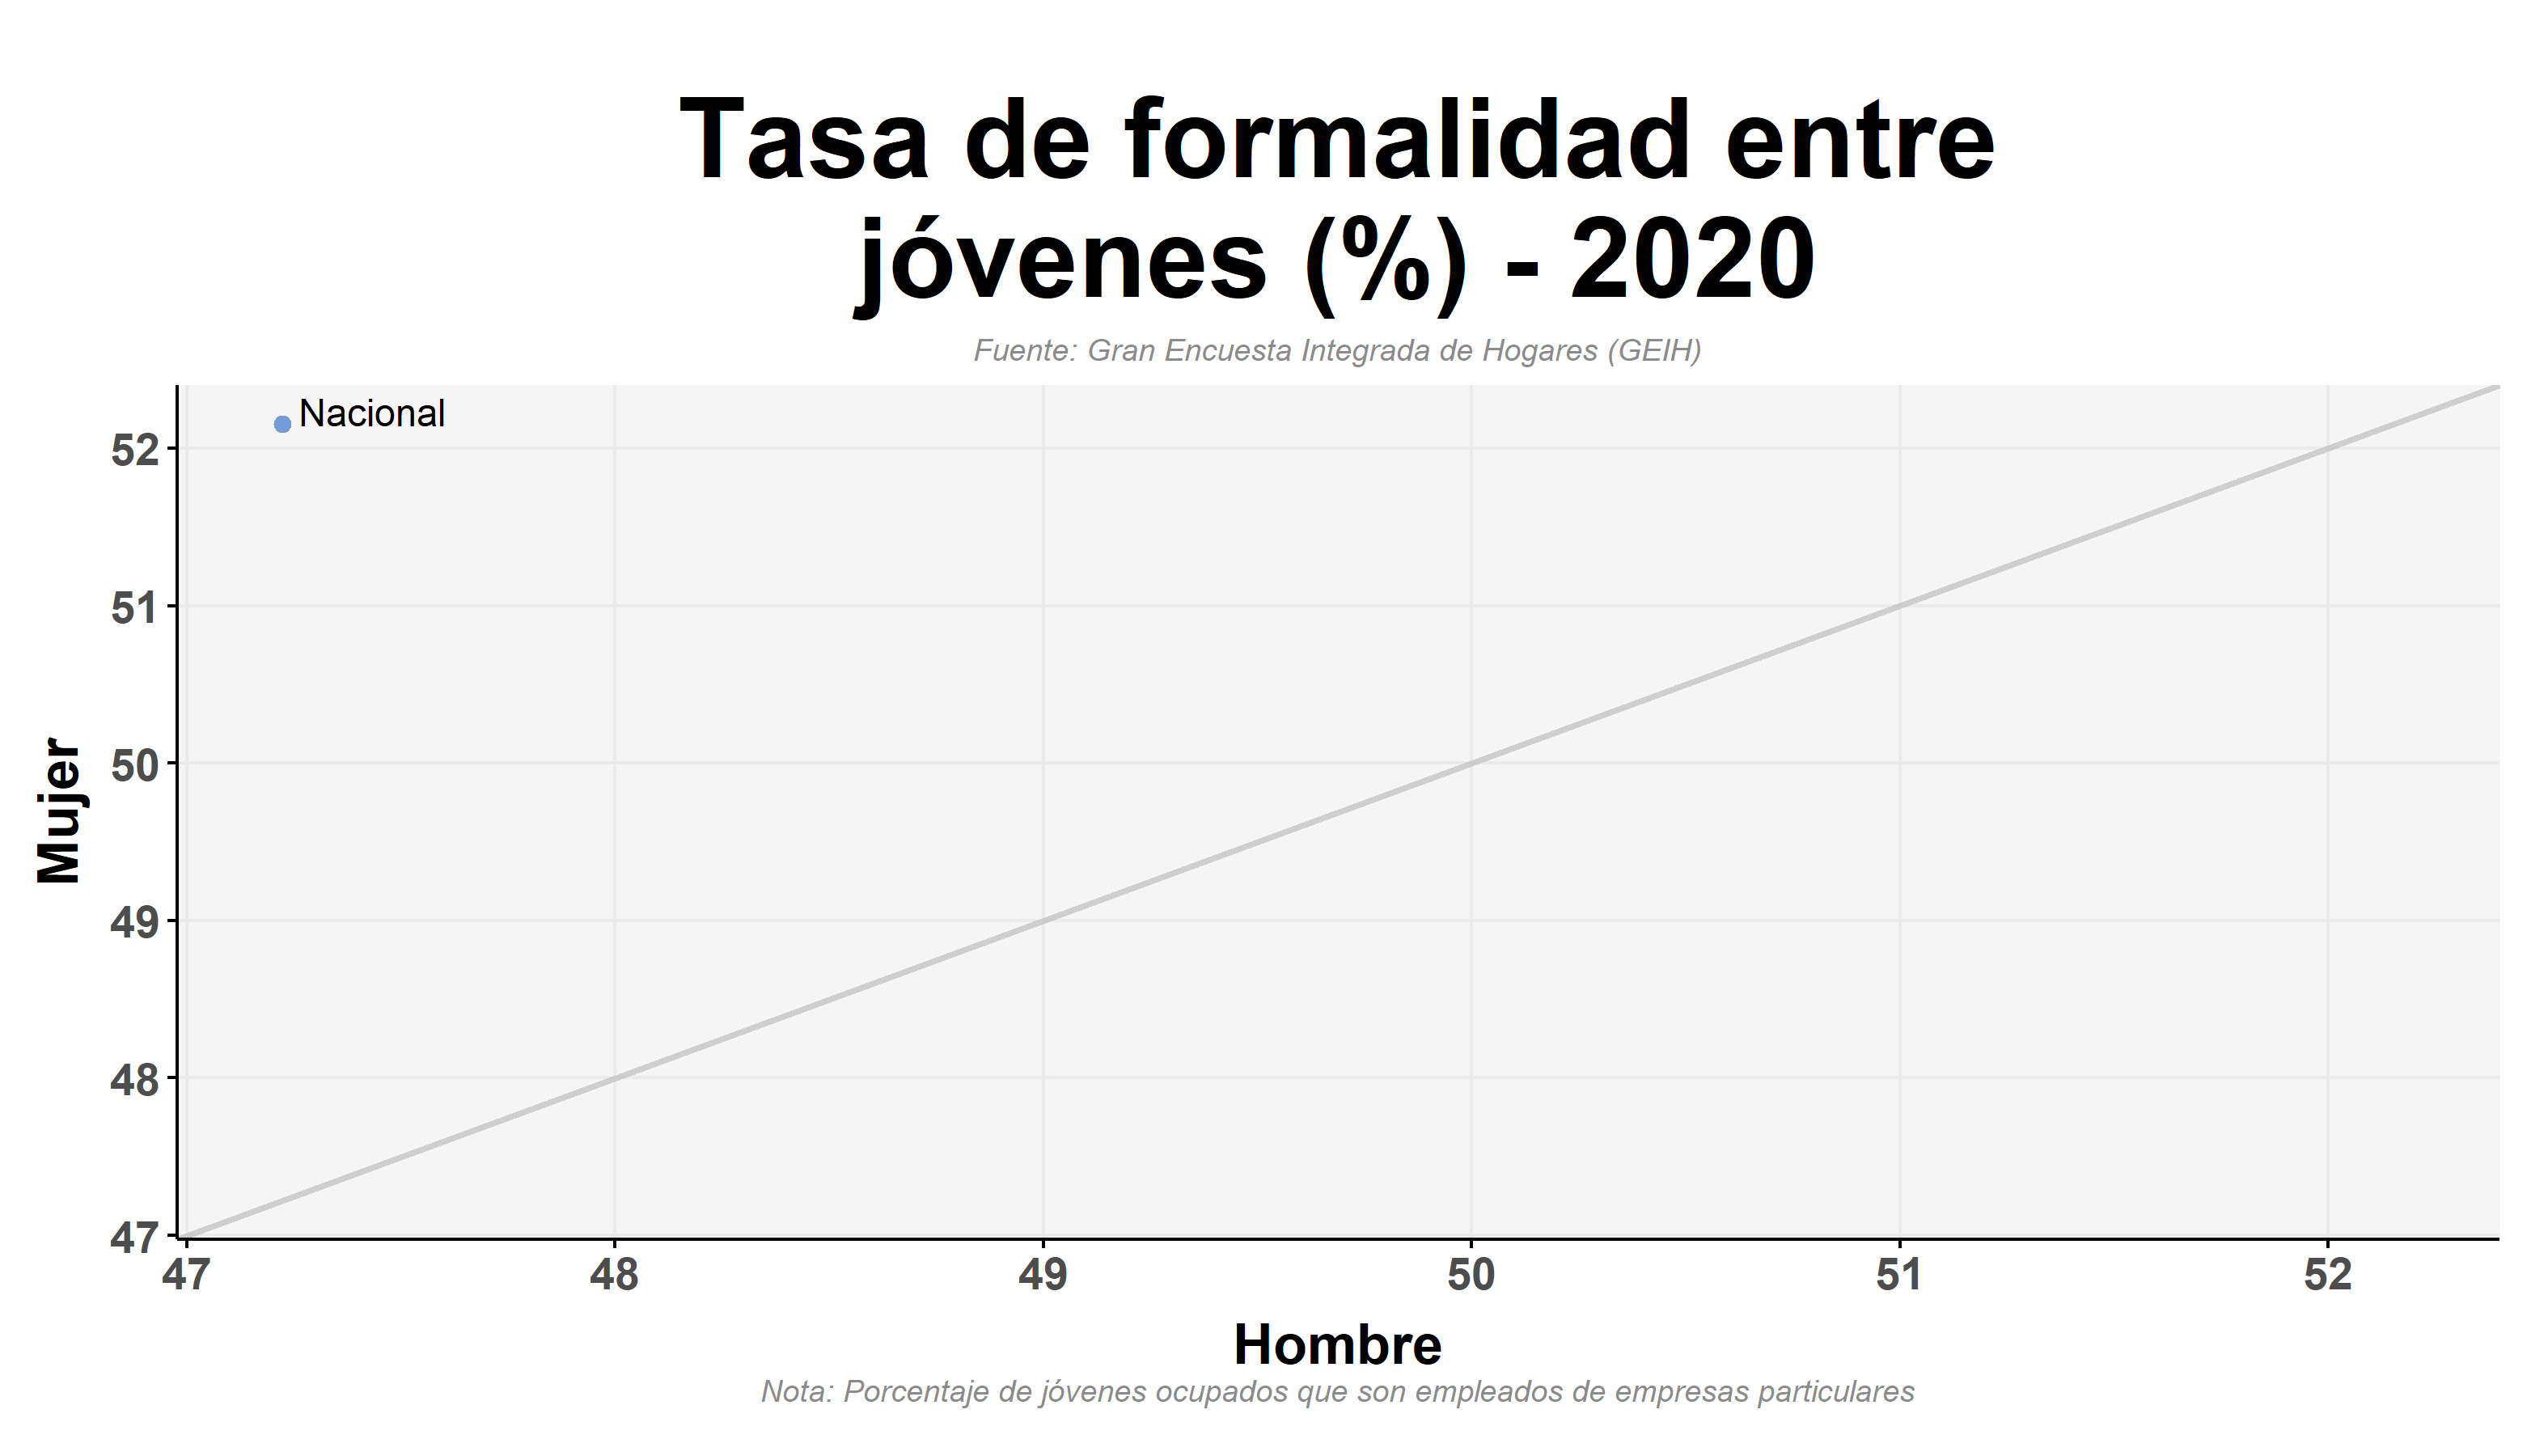 Tasa de formalidad entre
jóvenes (%) - 2020
Fuente: Gran Encuesta Integrada de Hogares (GEIH)
Nacional
52
51
50
49
48
47
Mujer
47 48 49 50 51 52
Hombre
Nota: Porcentaje de jóvenes ocupados que son empleados de empresas particulares